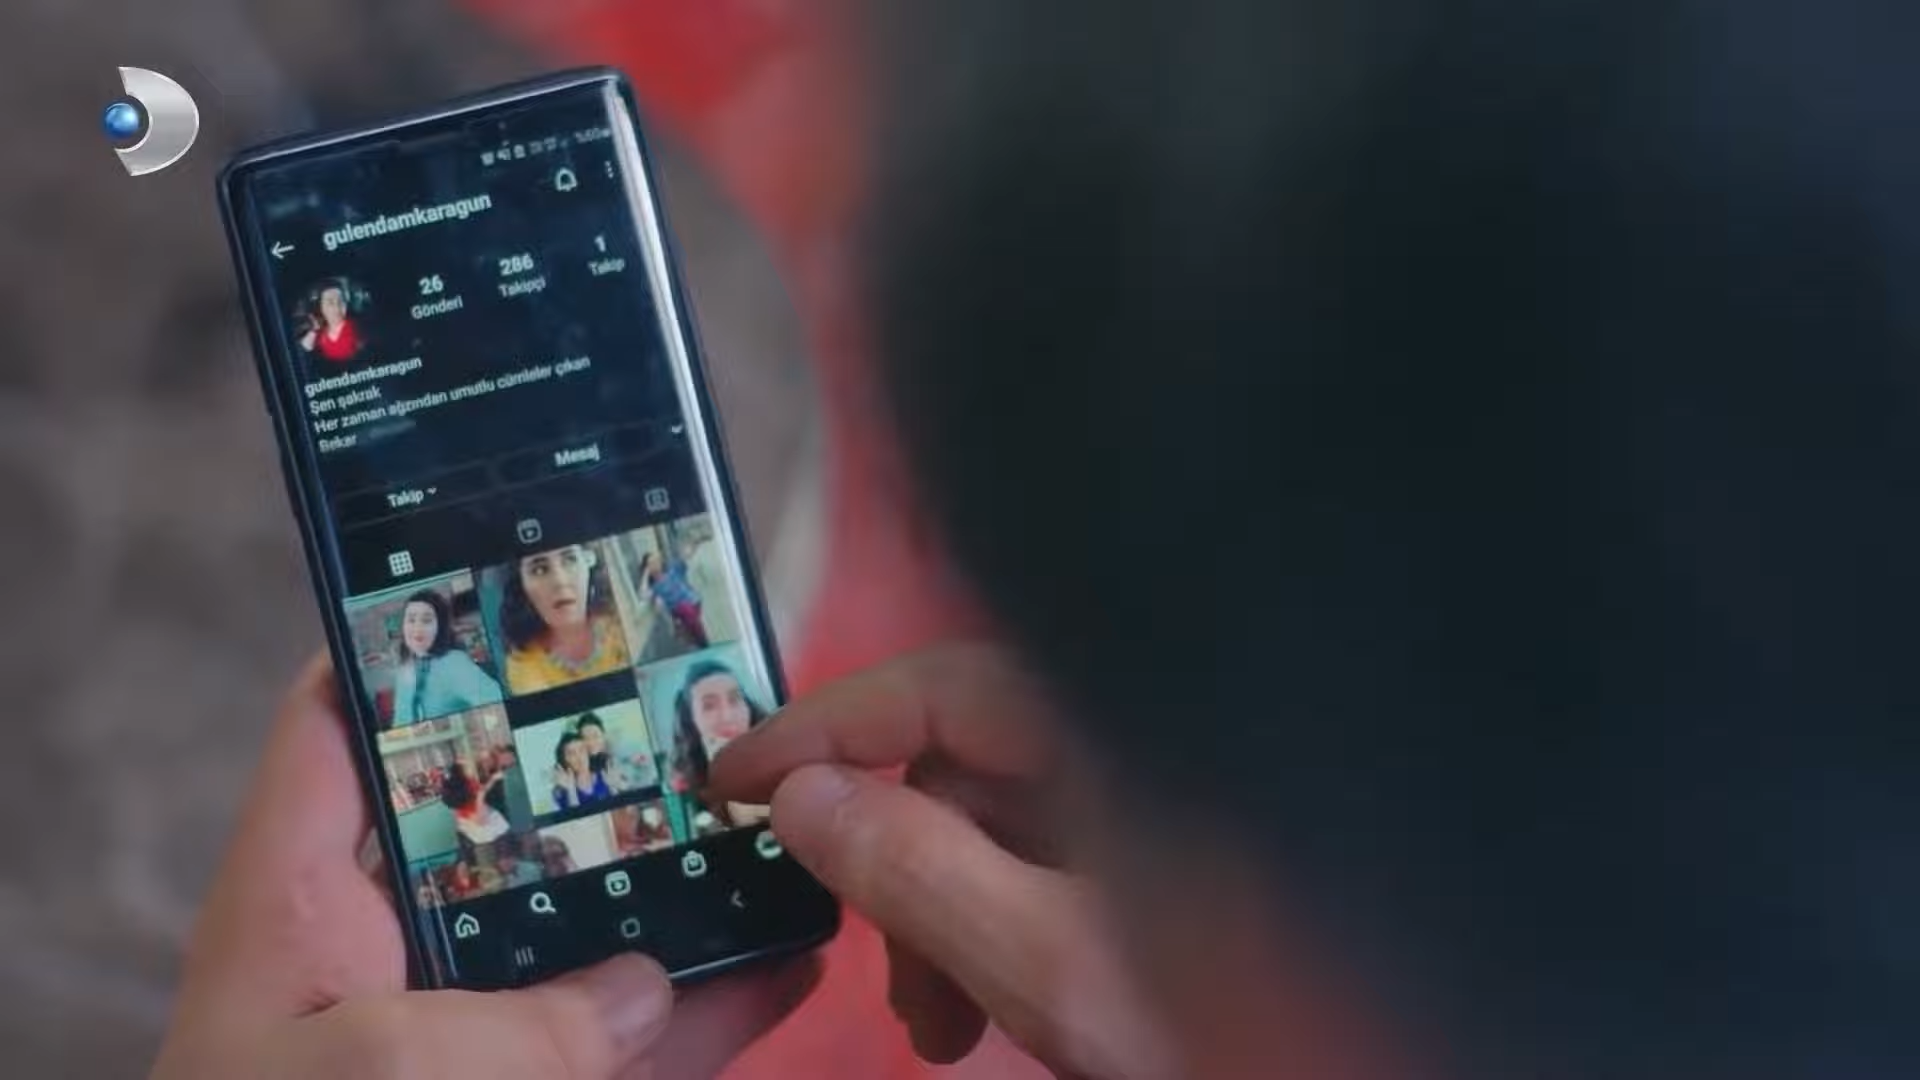 gulendamkaragun
26
Gönderi
286
Takipçi
1
Takip
gulendamkaragun
Şen şakrak
Her zaman ağzından umutlu cümleler çıkan
Bekar
Takip
Mesaj